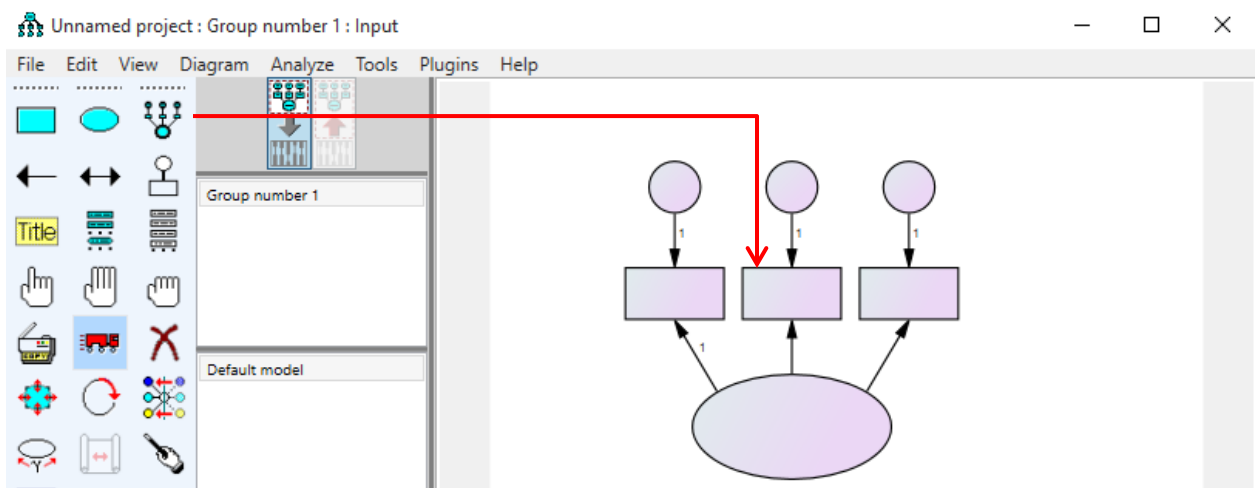 Unnamed project : Group number 1 : Input
File Edit View Diagram Analyze Tools Plugins Help
Title
Group number 1
COPY
Default model
γ
1 1 1
1